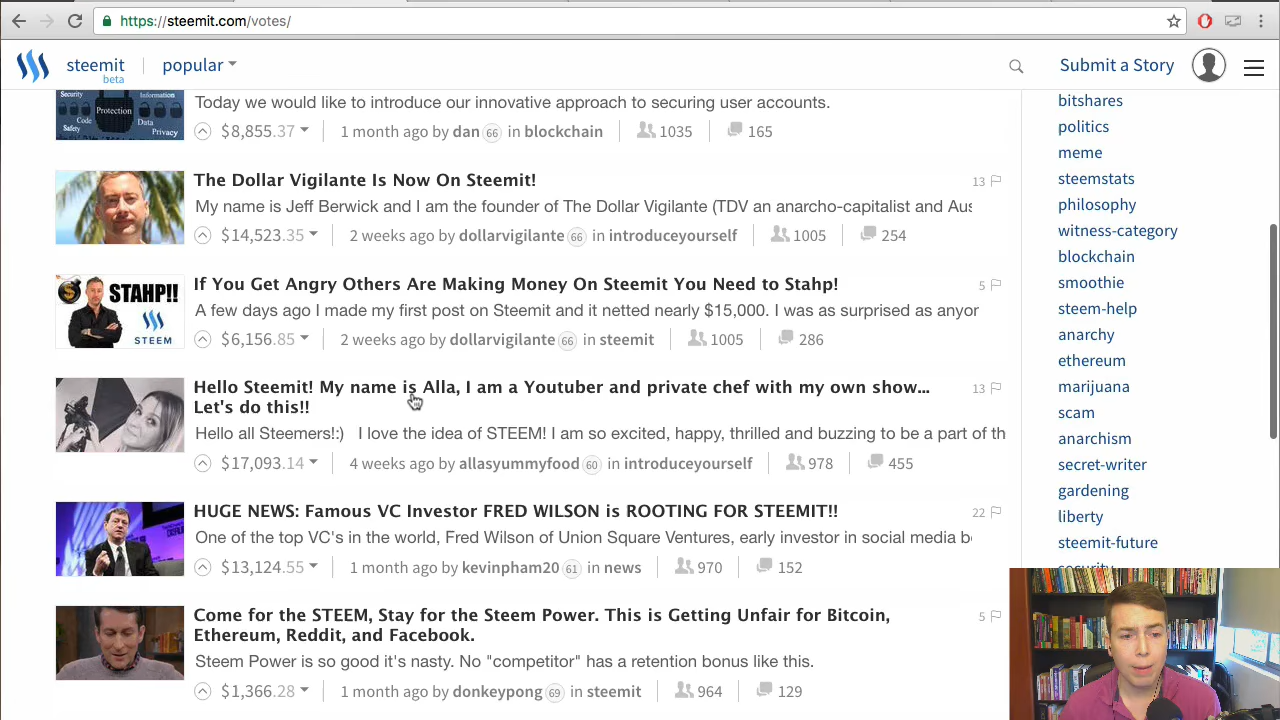 https://steemit.com/votes/
steemit
beta
popular
Submit a Story
Security
Information
Protection
Code
Safety
Data
Privacy
Today we would like to introduce our innovative approach to securing user accounts.
$8,855.37 1 month ago by dan 66 in blockchain 1035 165
The Dollar Vigilante Is Now On Steemit! 13
My name is Jeff Berwick and I am the founder of The Dollar Vigilante (TDV an anarcho-capitalist and Aus
$14,523.35 2 weeks ago by dollarvigilante 66 in introduceyourself 1005 254
STAHP!!
STEEM
If You Get Angry Others Are Making Money On Steemit You Need to Stahp! 5
A few days ago I made my first post on Steemit and it netted nearly $15,000. I was as surprised as anyor
$6,156.85 2 weeks ago by dollarvigilante 66 in steemit 1005 286
Hello Steemit! My name is Alla, I am a Youtuber and private chef with my own show... 13
Let's do this!!
Hello all Steemers!:) I love the idea of STEEM! I am so excited, happy, thrilled and buzzing to be a part of th
$17,093.14 4 weeks ago by allasyummyfood 60 in introduceyourself 978 455
HUGE NEWS: Famous VC Investor FRED WILSON is ROOTING FOR STEEMIT!! 22
One of the top VC's in the world, Fred Wilson of Union Square Ventures, early investor in social media b
$13,124.55 1 month ago by kevinpham20 61 in news 970 152
Come for the STEEM, Stay for the Steem Power. This is Getting Unfair for Bitcoin, 5
Ethereum, Reddit, and Facebook.
Steem Power is so good it's nasty. No "competitor" has a retention bonus like this.
$1,366.28 1 month ago by donkeypong 69 in steemit 964 129
bitshares
politics
meme
steemstats
philosophy
witness-category
blockchain
smoothie
steem-help
anarchy
ethereum
marijuana
scam
anarchism
secret-writer
gardening
liberty
steemit-future
security